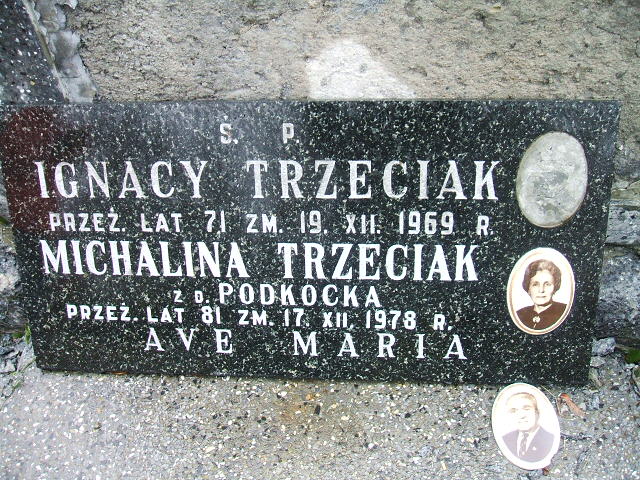 Ś. P.
IGNACY TRZECIAK
PRZEŻ. LAT 71 ZM. 19. XII. 1969 R.
MICHALINA TRZECIAK
Z D. PODKOCKA
PRZEŻ. LAT 81 ZM. 17. XII. 1978 R.
AVE MARIA